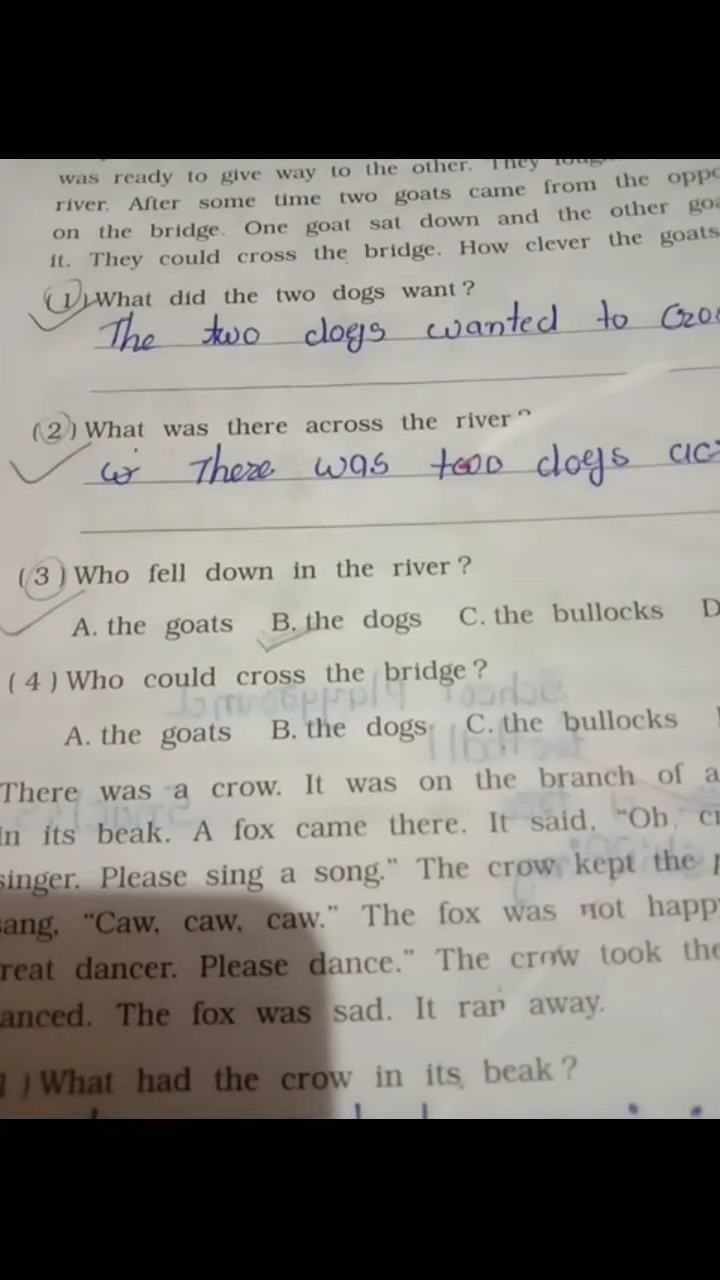 was ready to give way to the other. They
river. After some time two goats came from the
on the bridge. One goat sat down and the other
it. They could cross the bridge. How clever the goats
(1) What did the two dogs want?
The two dogs wanted to
(2) What was there across the river?
There was two dogs
(3) Who fell down in the river?
A. the goats B. the dogs C. the bullocks D
(4) Who could cross the bridge?
A. the goats B. the dogs C. the bullocks
There was a crow. It was on the branch of a
in its beak. A fox came there. It said, "Oh,
singer. Please sing a song." The crow kept the
sang, "Caw, caw, caw." The fox was not
great dancer. Please dance." The crow took the
danced. The fox was sad. It ran away.
1) What had the crow in its beak?